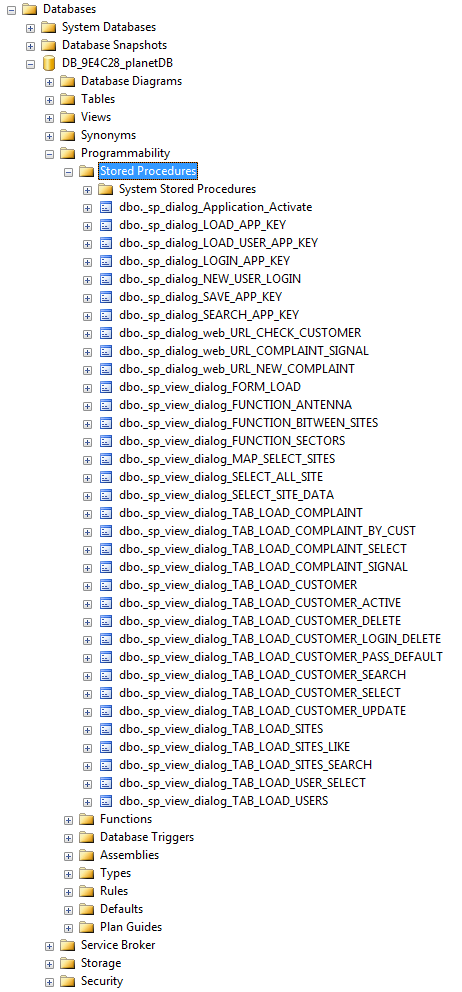 Databases
System Databases
Database Snapshots
DB_9E4C28_planetDB
Database Diagrams
Tables
Views
Synonyms
Programmability
Stored Procedures
System Stored Procedures
dbo._sp_dialog_Application_Activate
dbo._sp_dialog_LOAD_APP_KEY
dbo._sp_dialog_LOAD_USER_APP_KEY
dbo._sp_dialog_LOGIN_APP_KEY
dbo._sp_dialog_NEW_USER_LOGIN
dbo._sp_dialog_SAVE_APP_KEY
dbo._sp_dialog_SEARCH_APP_KEY
dbo._sp_dialog_web_URL_CHECK_CUSTOMER
dbo._sp_dialog_web_URL_COMPLAINT_SIGNAL
dbo._sp_dialog_web_URL_NEW_COMPLAINT
dbo._sp_view_dialog_FORM_LOAD
dbo._sp_view_dialog_FUNCTION_ANTENNA
dbo._sp_view_dialog_FUNCTION_BITWEEN_SITES
dbo._sp_view_dialog_FUNCTION_SECTORS
dbo._sp_view_dialog_MAP_SELECT_SITES
dbo._sp_view_dialog_SELECT_ALL_SITE
dbo._sp_view_dialog_SELECT_SITE_DATA
dbo._sp_view_dialog_TAB_LOAD_COMPLAINT
dbo._sp_view_dialog_TAB_LOAD_COMPLAINT_BY_CUST
dbo._sp_view_dialog_TAB_LOAD_COMPLAINT_SELECT
dbo._sp_view_dialog_TAB_LOAD_COMPLAINT_SIGNAL
dbo._sp_view_dialog_TAB_LOAD_CUSTOMER
dbo._sp_view_dialog_TAB_LOAD_CUSTOMER_ACTIVE
dbo._sp_view_dialog_TAB_LOAD_CUSTOMER_DELETE
dbo._sp_view_dialog_TAB_LOAD_CUSTOMER_LOGIN_DELETE
dbo._sp_view_dialog_TAB_LOAD_CUSTOMER_PASS_DEFAULT
dbo._sp_view_dialog_TAB_LOAD_CUSTOMER_SEARCH
dbo._sp_view_dialog_TAB_LOAD_CUSTOMER_SELECT
dbo._sp_view_dialog_TAB_LOAD_CUSTOMER_UPDATE
dbo._sp_view_dialog_TAB_LOAD_SITES
dbo._sp_view_dialog_TAB_LOAD_SITES_LIKE
dbo._sp_view_dialog_TAB_LOAD_SITES_SEARCH
dbo._sp_view_dialog_TAB_LOAD_USER_SELECT
dbo._sp_view_dialog_TAB_LOAD_USERS
Functions
Database Triggers
Assemblies
Types
Rules
Defaults
Plan Guides
Service Broker
Storage
Security